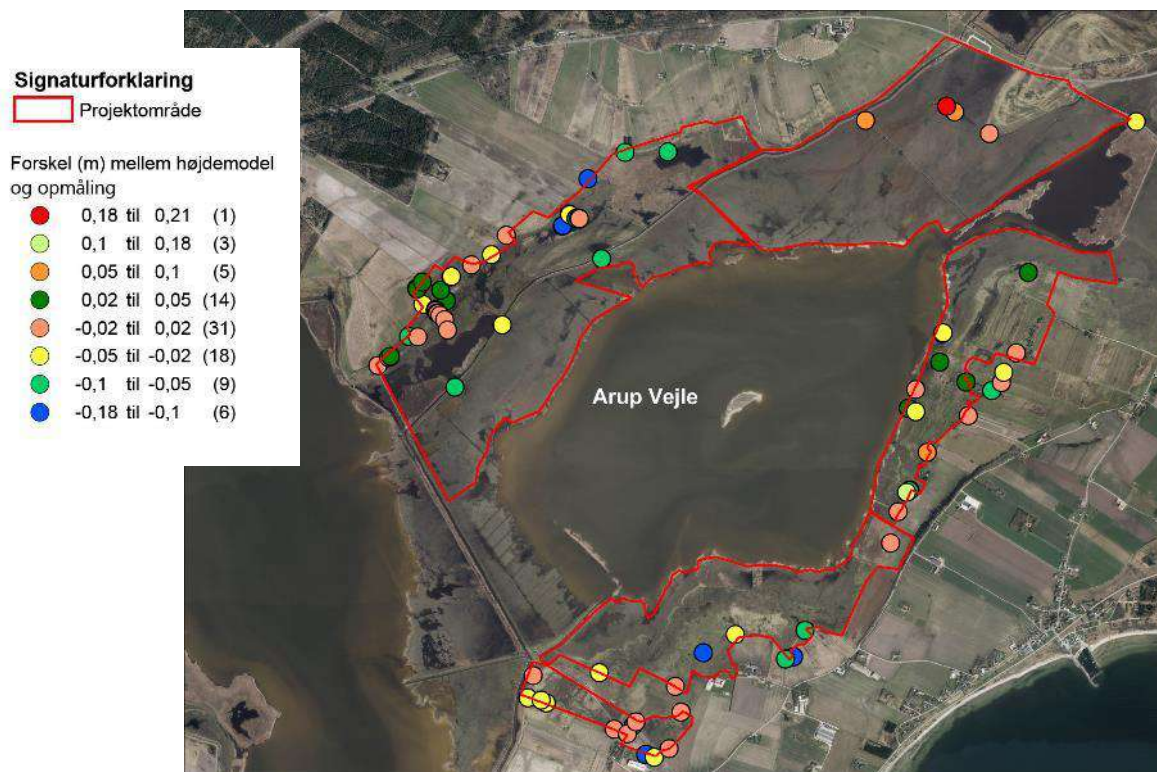 Signaturforklaring
Projektområde
Forskel (m) mellem højdemodel
og opmåling
0,18 til 0,21 (1)
0,1 til 0,18 (3)
0,05 til 0,1 (5)
0,02 til 0,05 (14)
-0,02 til 0,02 (31)
-0,05 til -0,02 (18)
-0,1 til -0,05 (9)
-0,18 til -0,1 (6)
Arup Vejle